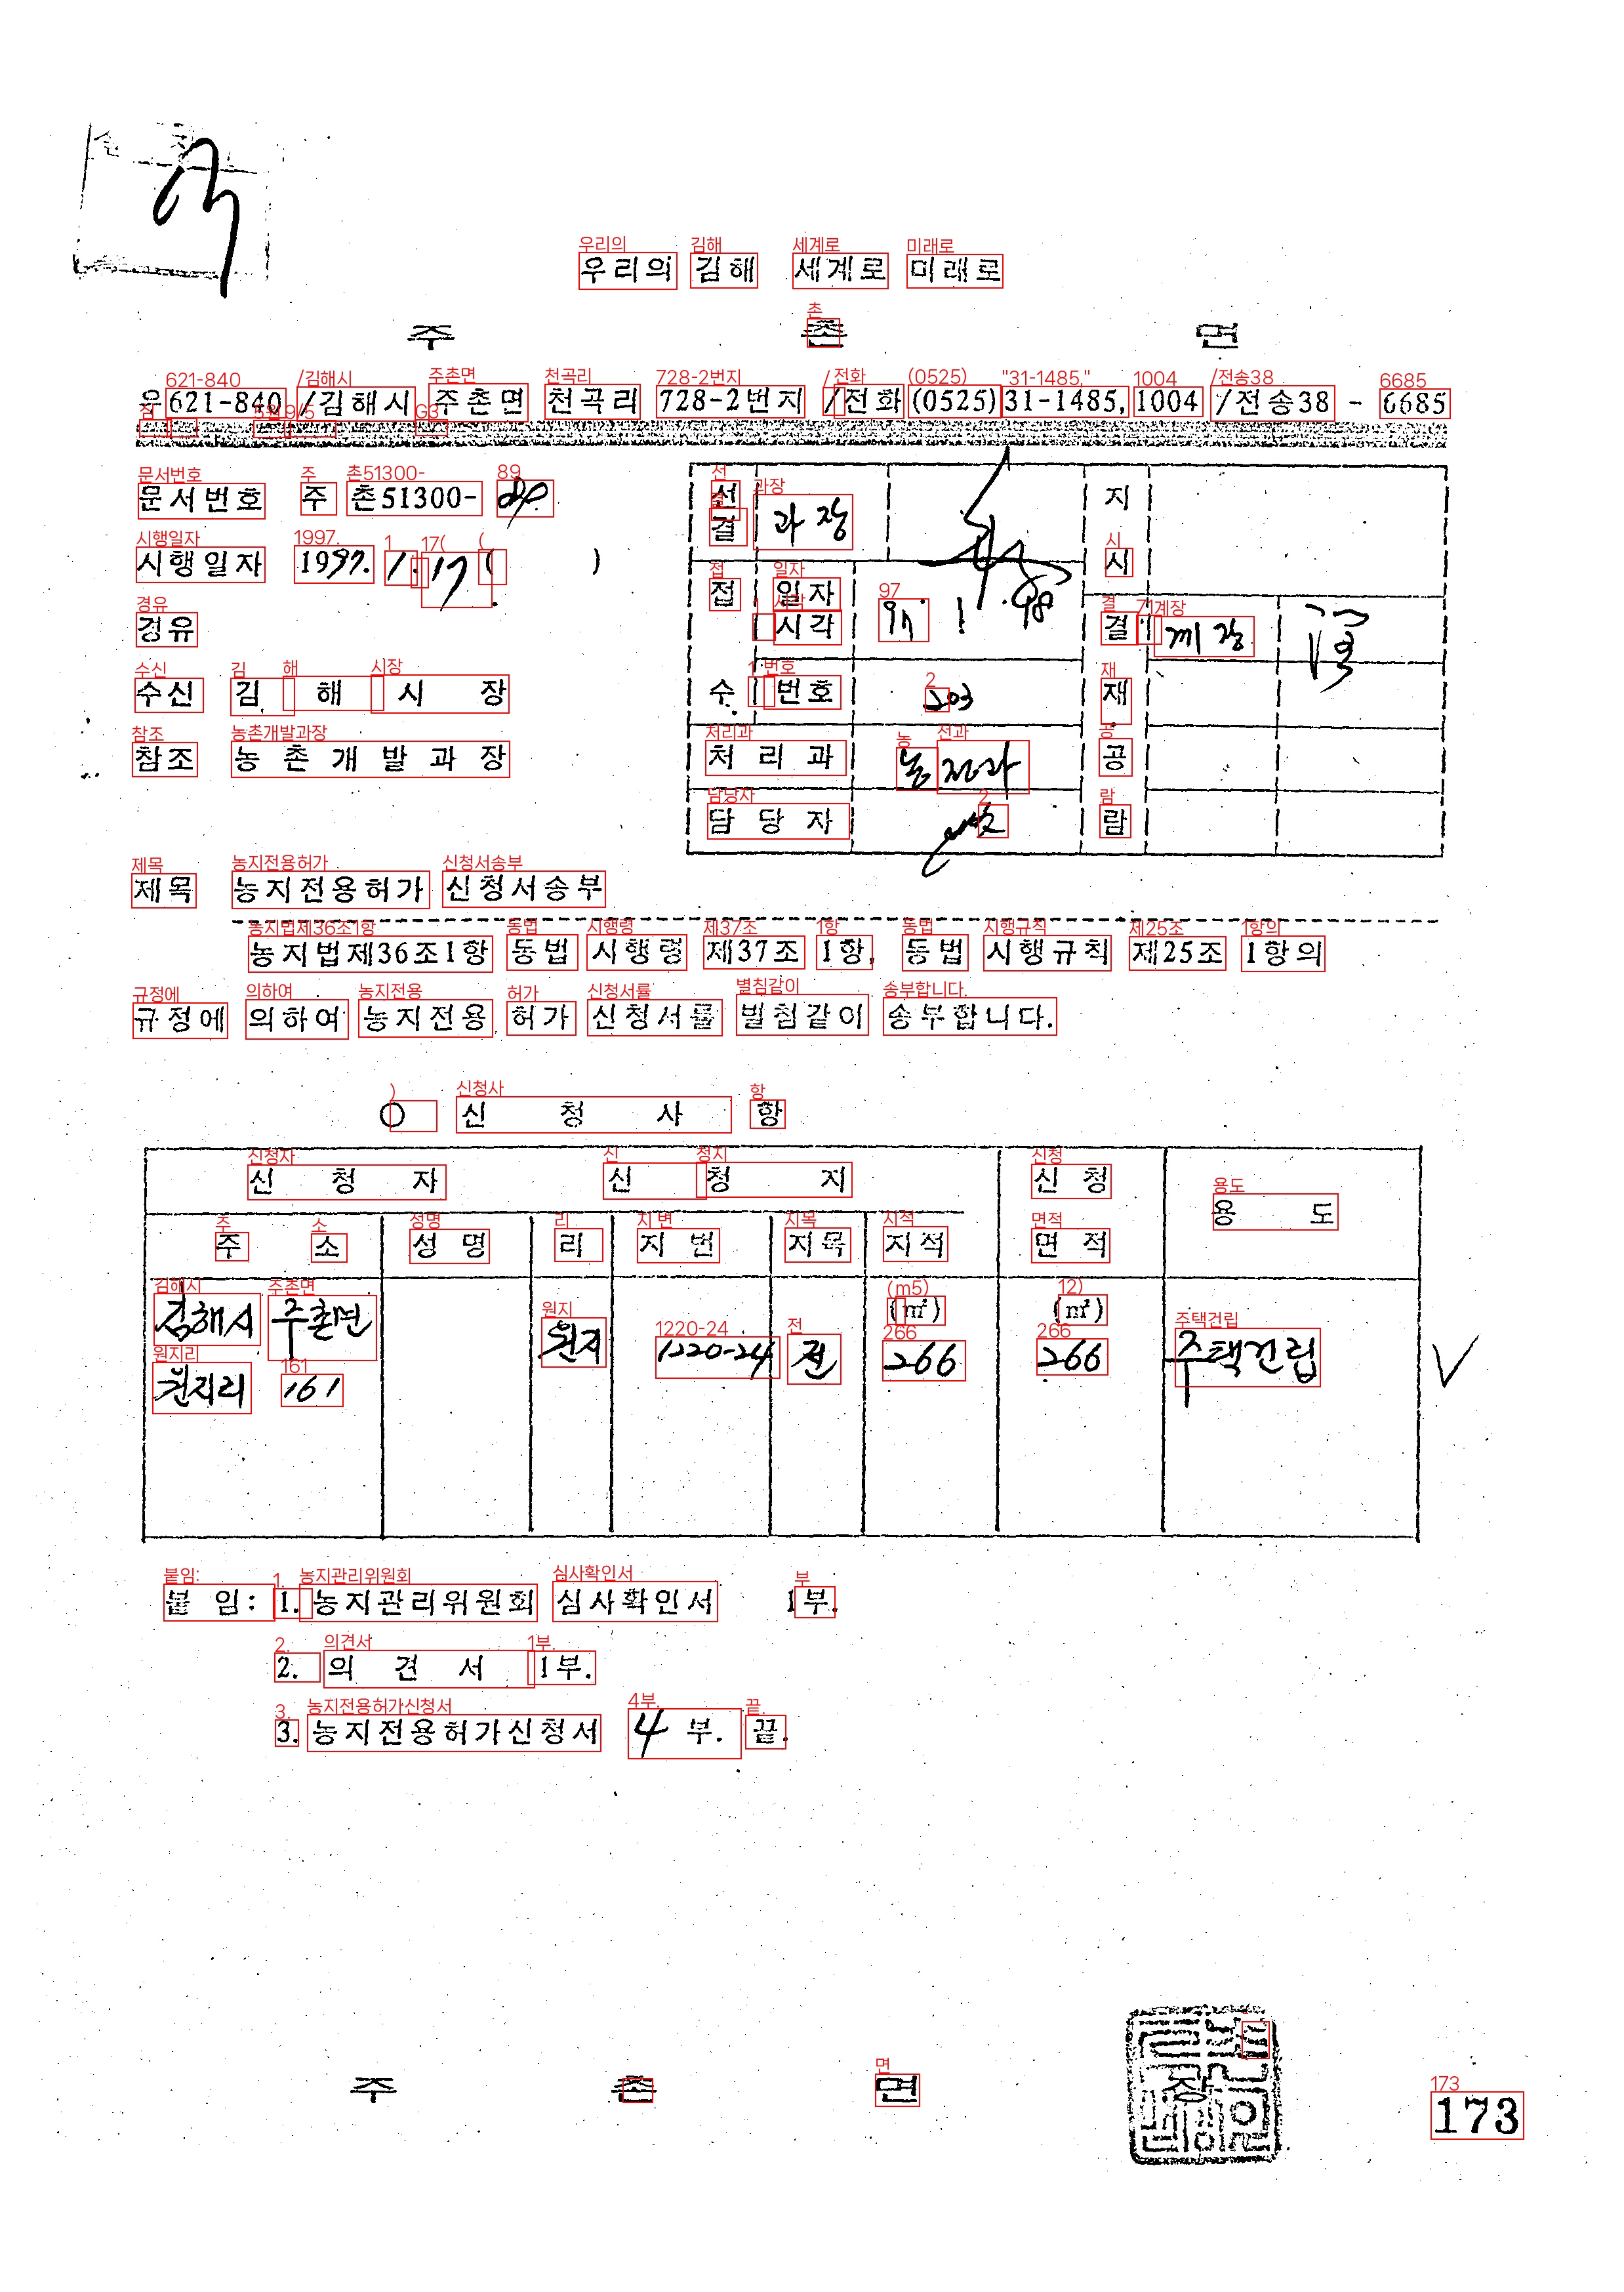 우리의 김해 세계로 미래로
주 촌 면
우621-840 /김해시 주촌면 천곡리 728-2번지 /전화(0525)31-1485, 1004 /전송38 - 6685
문서번호 주 촌51300- 89.
시행일자 1997. 1. 17. ( )
경유
수신 김 해 시 장
참조 농 촌 개 발 과 장
선결 과장 지시
접수 일자 시각 97 1 18
결재 공람 계장
번호 203
처 리 과 농전과
담 당 자
제목 농지전용허가 신청서송부
농지법제36조1항 동법 시행령 제37조 1항, 동법 시행규칙 제25조 1항의
규정에 의하여 농지전용 허가 신청서를 별첨같이 송부합니다.
○ 신 청 사 항
신 청 자 신 청 지 신 청 용 도
주 소 성 명 리 지 번 지목 지적 면 적
(㎡) (㎡)
김해시 주촌면 원지 1220-24 전 266 266 주택건립
원지리 161
붙 임: 1. 농지관리위원회 심사확인서 1부.
2. 의 견 서 1부.
3. 농지전용허가신청서 4 부. 끝.
주 촌 면
173